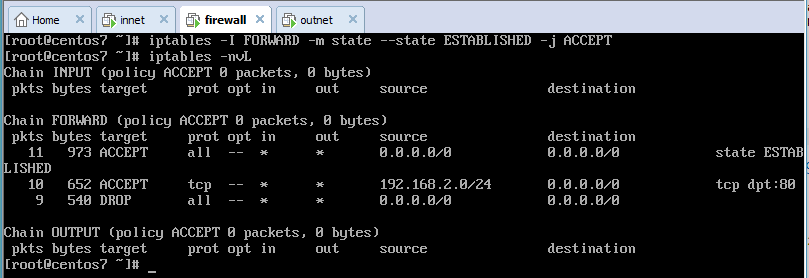 Home innet firewall outnet
[root@centos7 ~]# iptables -I FORWARD -m state --state ESTABLISHED -j ACCEPT
[root@centos7 ~]# iptables -nvL
Chain INPUT (policy ACCEPT 0 packets, 0 bytes)
 pkts bytes target     prot opt in     out     source               destination

Chain FORWARD (policy ACCEPT 0 packets, 0 bytes)
 pkts bytes target     prot opt in     out     source               destination
   11   973 ACCEPT     all  --  *      *       0.0.0.0/0            0.0.0.0/0            state ESTAB
LISHED
   10   652 ACCEPT     tcp  --  *      *       192.168.2.0/24       0.0.0.0/0            tcp dpt:80
    9   540 DROP       all  --  *      *       0.0.0.0/0            0.0.0.0/0

Chain OUTPUT (policy ACCEPT 0 packets, 0 bytes)
 pkts bytes target     prot opt in     out     source               destination
[root@centos7 ~]# _